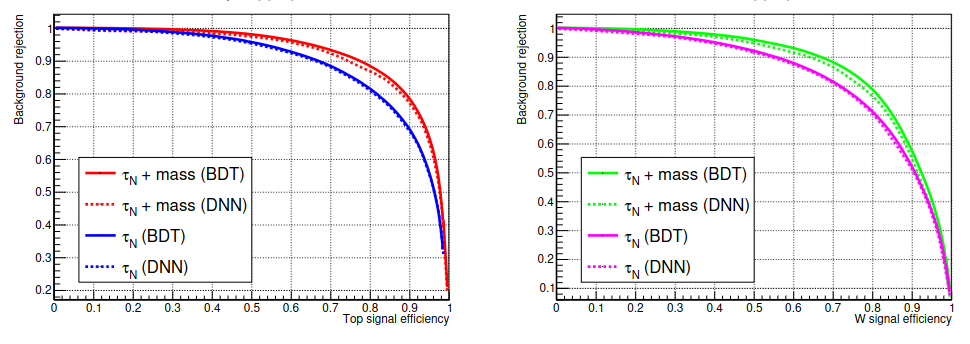 Background rejection
1
0.9
0.8
0.7
0.6
0.5
0.4
0.3
0.2
τN + mass (BDT)
τN + mass (DNN)
τN (BDT)
τN (DNN)
0 0.1 0.2 0.3 0.4 0.5 0.6 0.7 0.8 0.9 1
Top signal efficiency
Background rejection
1
0.9
0.8
0.7
0.6
0.5
0.4
0.3
0.2
0.1
τN + mass (BDT)
τN + mass (DNN)
τN (BDT)
τN (DNN)
0 0.1 0.2 0.3 0.4 0.5 0.6 0.7 0.8 0.9 1
W signal efficiency